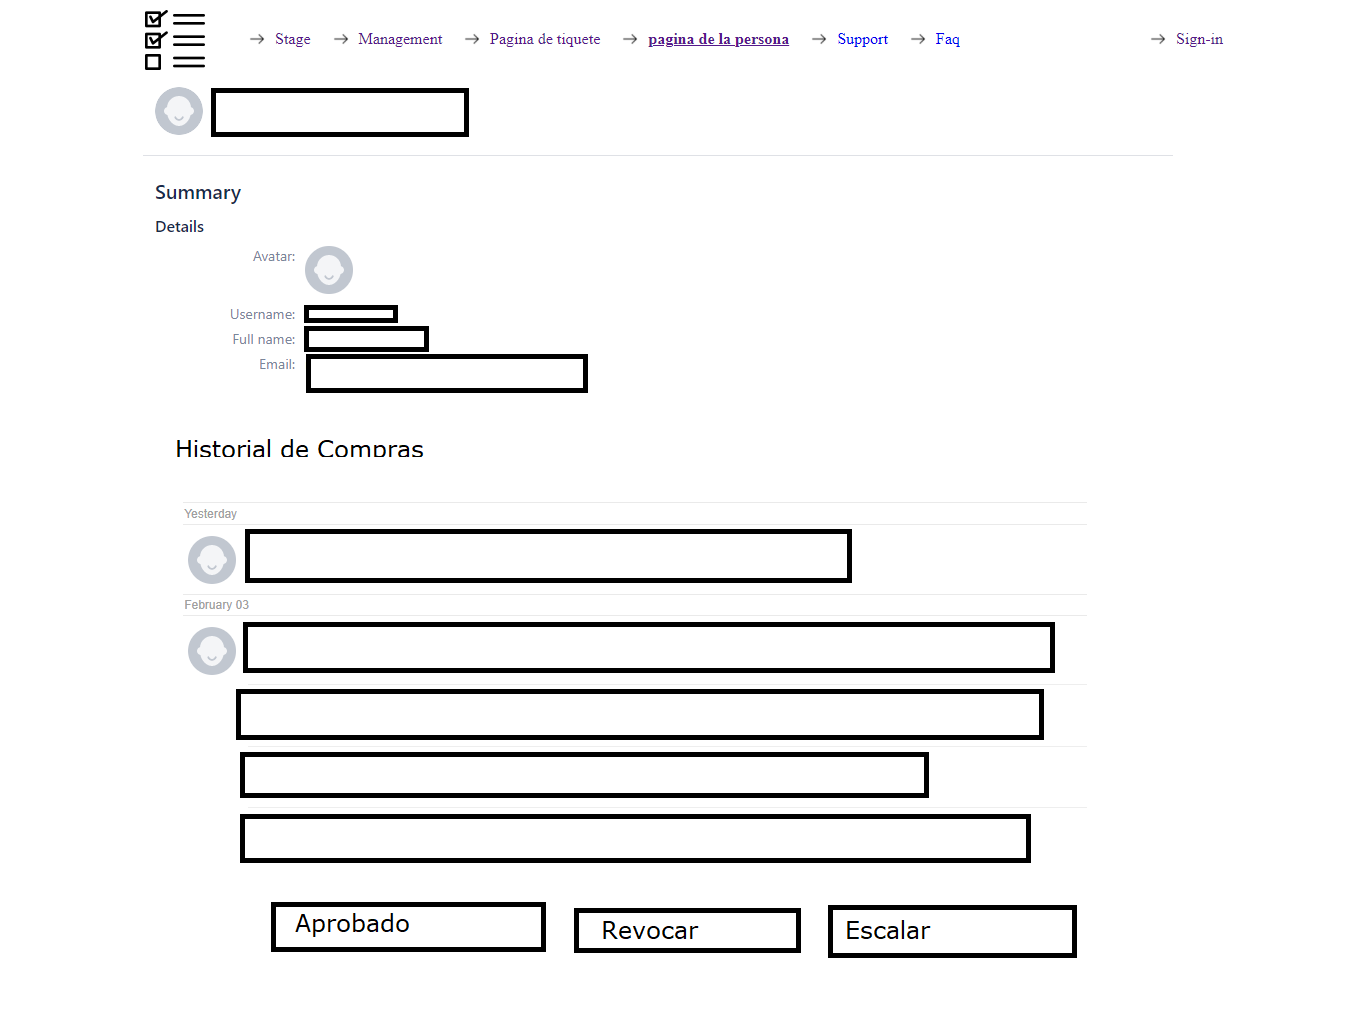 Stage Management Pagina de tiquete pagina de la persona Support Faq Sign-in
Summary
Details
Avatar:
Username:
Full name:
Email:
Historial de Compras
Yesterday
February 03
Aprobado Revocar Escalar